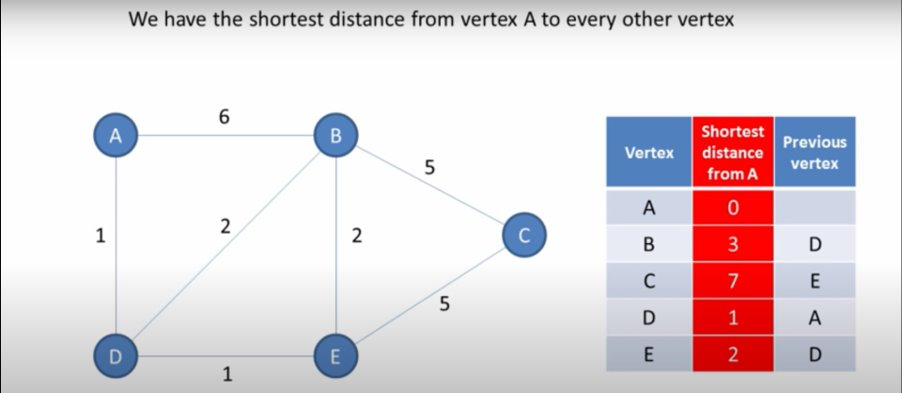 We have the shortest distance from vertex A to every other vertex
6
A
B
5
1
2
2
C
5
D
E
1
Vertex Shortest distance from A Previous vertex
A 0
B 3 D
C 7 E
D 1 A
E 2 D